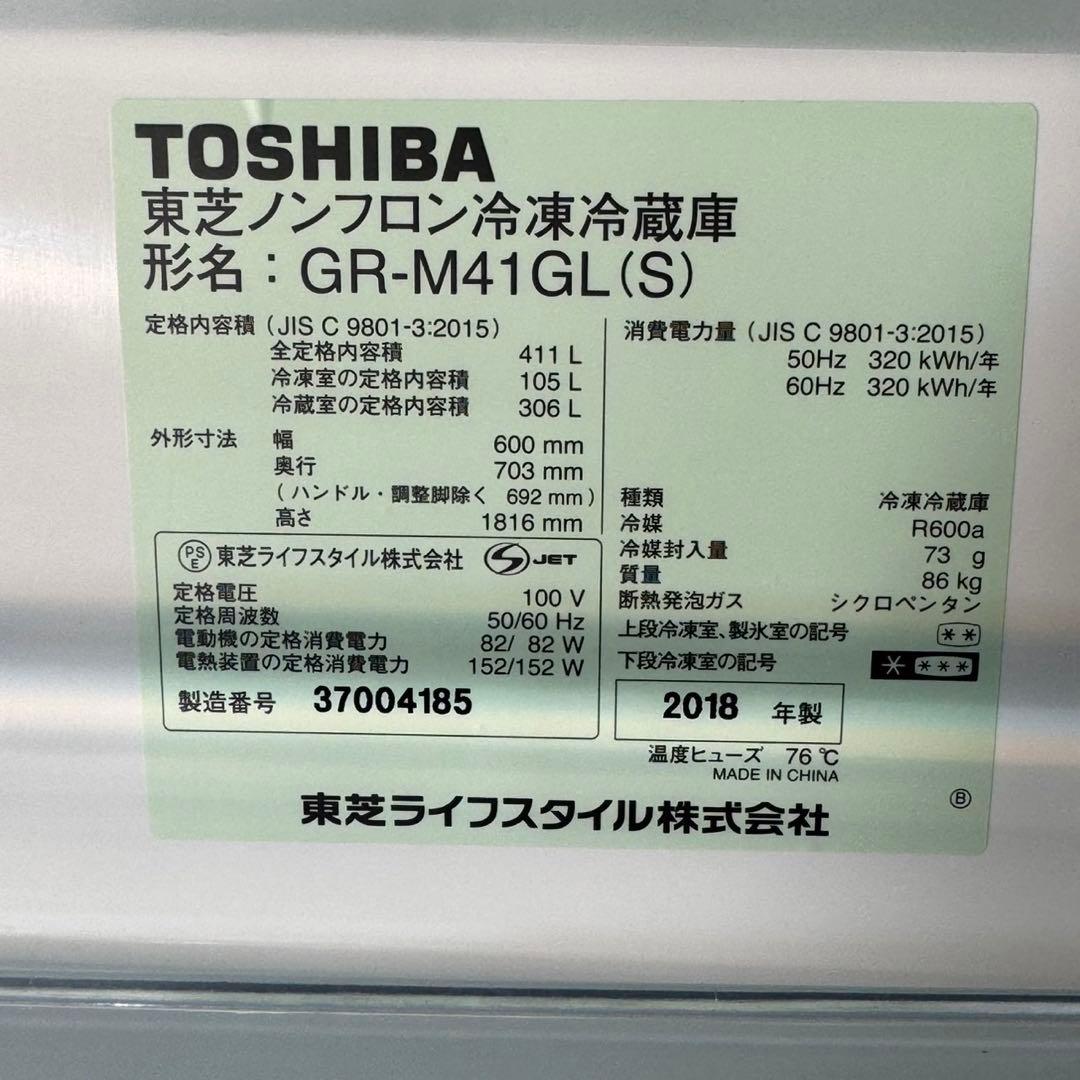 TOSHIBA
東芝ノンフロン冷凍冷蔵庫
形名：GR-M41GL(S)
定格内容積(JIS C 9801-3:2015)
全定格内容積 411 L
冷凍室の定格内容積 105 L
冷蔵室の定格内容積 306 L
外形寸法 幅 600 mm
奥行 703 mm
(ハンドル・調整脚除く 692 mm)
高さ 1816 mm
PSE 東芝ライフスタイル株式会社 S JET
定格電圧 100 V
定格周波数 50/60 Hz
電動機の定格消費電力 82/ 82 W
電熱装置の定格消費電力 152/152 W
製造番号 37004185
消費電力量(JIS C 9801-3:2015)
50Hz 320 kWh/年
60Hz 320 kWh/年
種類 冷凍冷蔵庫
冷媒 R600a
冷媒封入量 73 g
質量 86 kg
断熱発泡ガス シクロペンタン
上段冷凍室、製氷室の記号 **
下段冷凍室の記号 * ***
2018 年製
温度ヒューズ 76℃
MADE IN CHINA
Ⓑ
東芝ライフスタイル株式会社